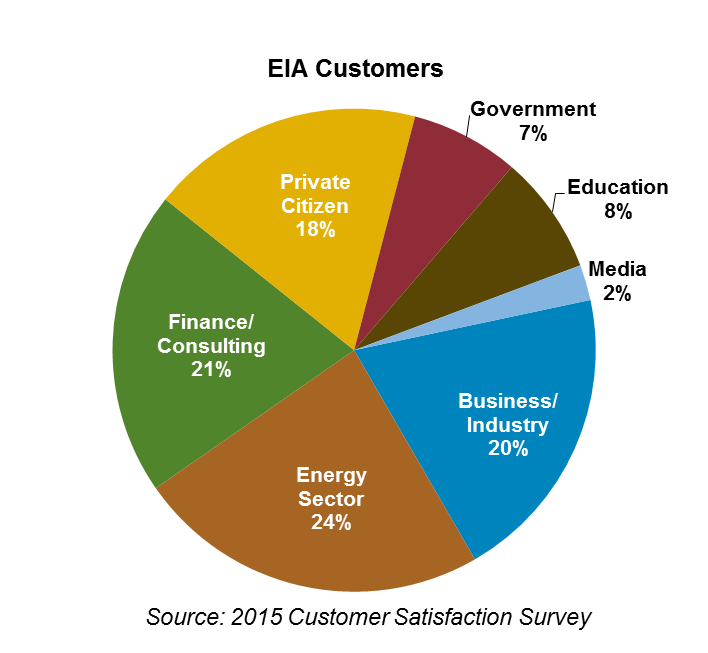 EIA Customers
Government
7%
Education
8%
Media
2%
Private
Citizen
18%
Finance/
Consulting
21%
Business/
Industry
20%
Energy
Sector
24%
Source: 2015 Customer Satisfaction Survey